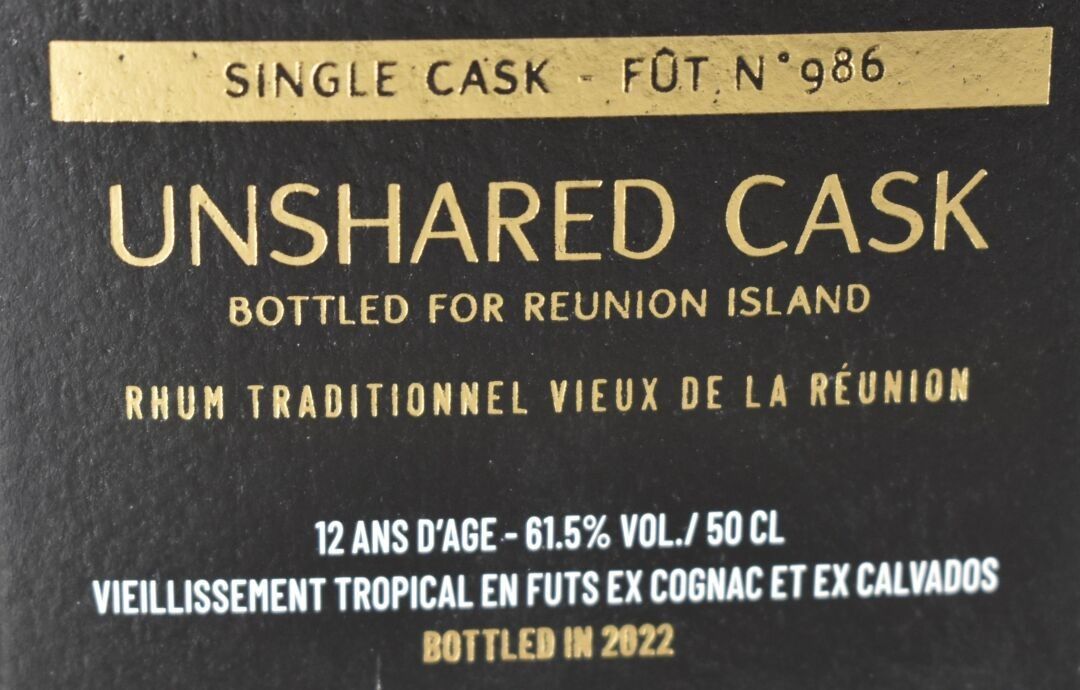 SINGLE CASK - FÛT N°986
UNSHARED CASK
BOTTLED FOR REUNION ISLAND
RHUM TRADITIONNEL VIEUX DE LA RÉUNION
12 ANS D'AGE - 61.5% VOL./ 50 CL
VIEILLISSEMENT TROPICAL EN FUTS EX COGNAC ET EX CALVADOS
BOTTLED IN 2022